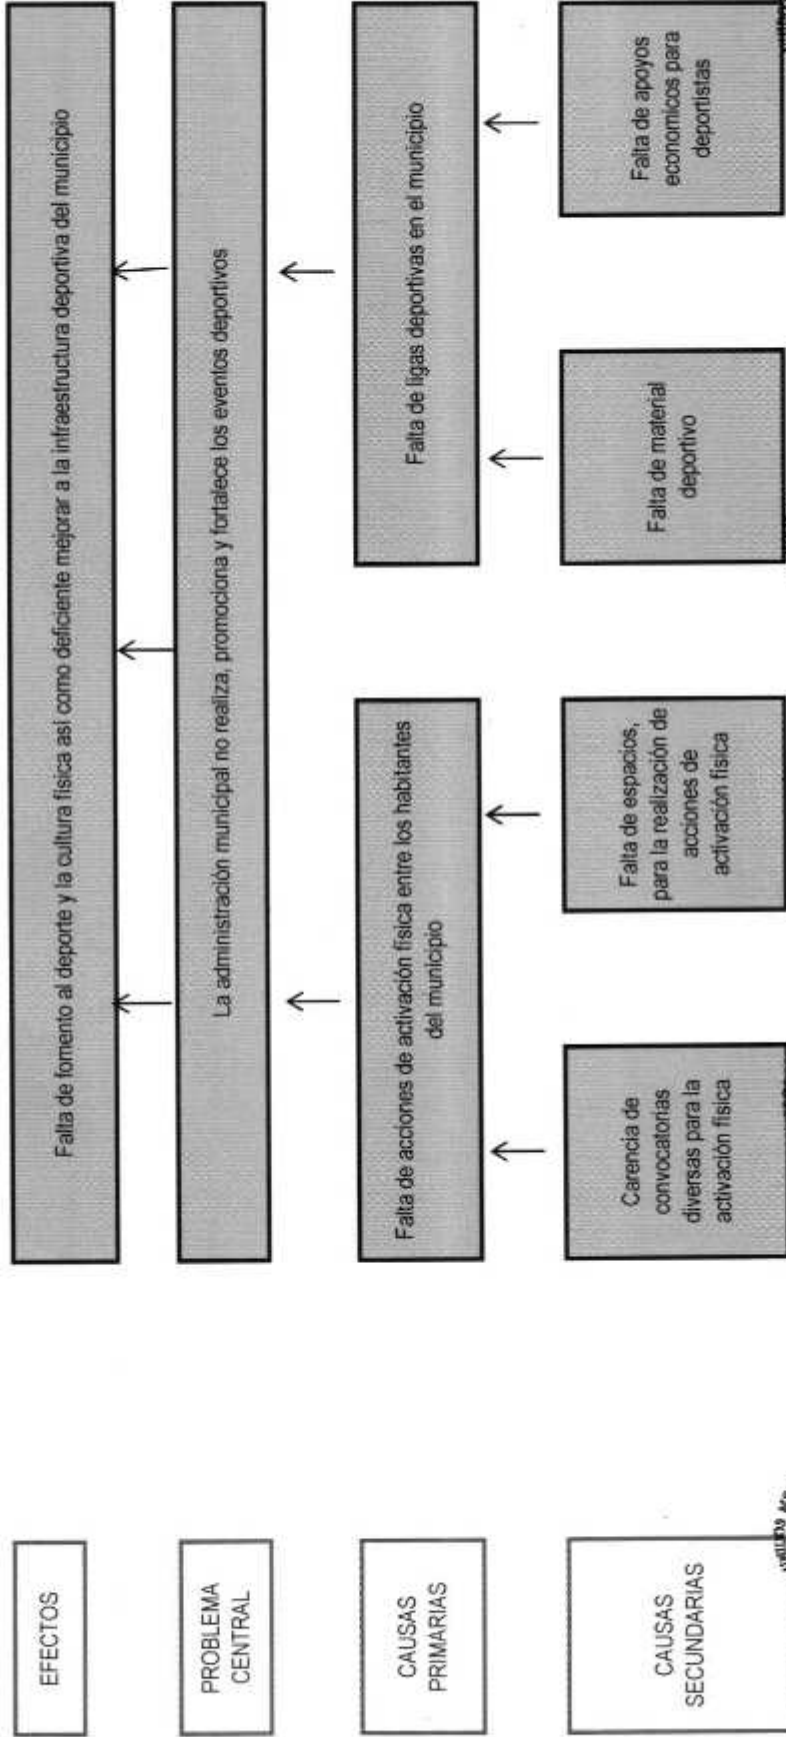 EFECTOS
Falta de fomento al deporte y la cultura física así como deficiente mejorar a la infraestructura deportiva del municipio
PROBLEMA
CENTRAL
La administración municipal no realiza, promociona y fortalece los eventos deportivos
CAUSAS
PRIMARIAS
Falta de acciones de activación física entre los habitantes
del municipio
Falta de ligas deportivas en el municipio
CAUSAS
SECUNDARIAS
Carencia de
convocatorias
diversas para la
activación física
Falta de espacios,
para la realización de
acciones de
activación física
Falta de material
deportivo
Falta de apoyos
economicos para
deportistas